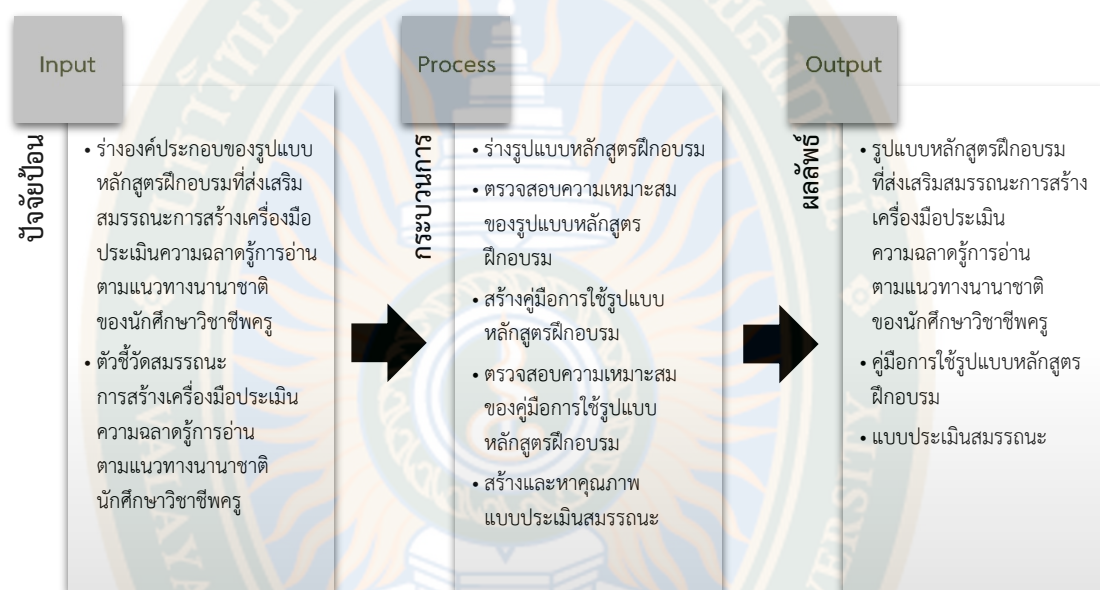 Input
ปัจจัยป้อน
• ร่างองค์ประกอบของรูปแบบ
หลักสูตรฝึกอบรมที่ส่งเสริม
สมรรถนะการสร้างเครื่องมือ
ประเมินความฉลาดรู้การอ่าน
ตามแนวทางนานาชาติ
ของนักศึกษาวิชาชีพครู
• ตัวชี้วัดสมรรถนะ
การสร้างเครื่องมือประเมิน
ความฉลาดรู้การอ่าน
ตามแนวทางนานาชาติ
นักศึกษาวิชาชีพครู
Process
กระบวนการ
• ร่างรูปแบบหลักสูตรฝึกอบรม
• ตรวจสอบความเหมาะสม
ของรูปแบบหลักสูตร
ฝึกอบรม
• สร้างคู่มือการใช้รูปแบบ
หลักสูตรฝึกอบรม
• ตรวจสอบความเหมาะสม
ของคู่มือการใช้รูปแบบ
หลักสูตรฝึกอบรม
• สร้างและหาคุณภาพ
แบบประเมินสมรรถนะ
Output
ผลลัพธ์
• รูปแบบหลักสูตรฝึกอบรม
ที่ส่งเสริมสมรรถนะการสร้าง
เครื่องมือประเมิน
ความฉลาดรู้การอ่าน
ตามแนวทางนานาชาติ
ของนักศึกษาวิชาชีพครู
• คู่มือการใช้รูปแบบหลักสูตร
ฝึกอบรม
• แบบประเมินสมรรถนะ